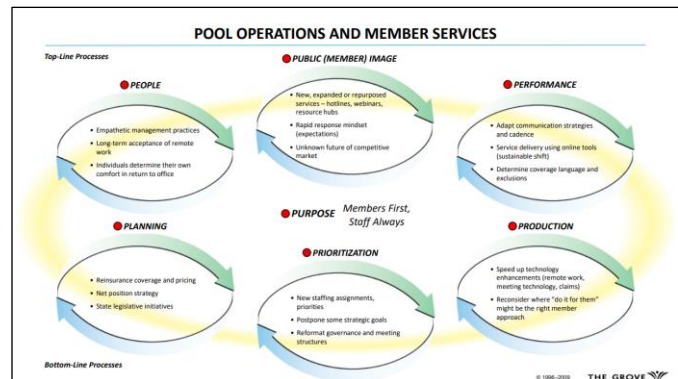 POOL OPERATIONS AND MEMBER SERVICES
Top-Line Processes
PEOPLE
• Empathetic management practices
• Long-term acceptance of remote
work
• Individuals determine their own
comfort in return to office
PUBLIC (MEMBER) IMAGE
• New, expanded or repurposed
services – hotlines, webinars,
resource hubs
• Rapid response mindset
(expectations)
• Unknown future of competitive
market
PERFORMANCE
• Adapt communication strategies
and cadence
• Service delivery using online tools
(sustainable shift)
• Determine coverage language and
exclusions
PURPOSE
Members First,
Staff Always
PLANNING
• Reinsurance coverage and pricing
• Net position strategy
• State legislative initiatives
PRIORITIZATION
• New staffing assignments,
priorities
• Postpone some strategic goals
• Reformat governance and meeting
structures
PRODUCTION
• Speed up technology
enhancements (remote work,
meeting technology, claims)
• Reconsider where "do it for them"
might be the right member
approach
Bottom-Line Processes
© 1996–2009 THE GROVE